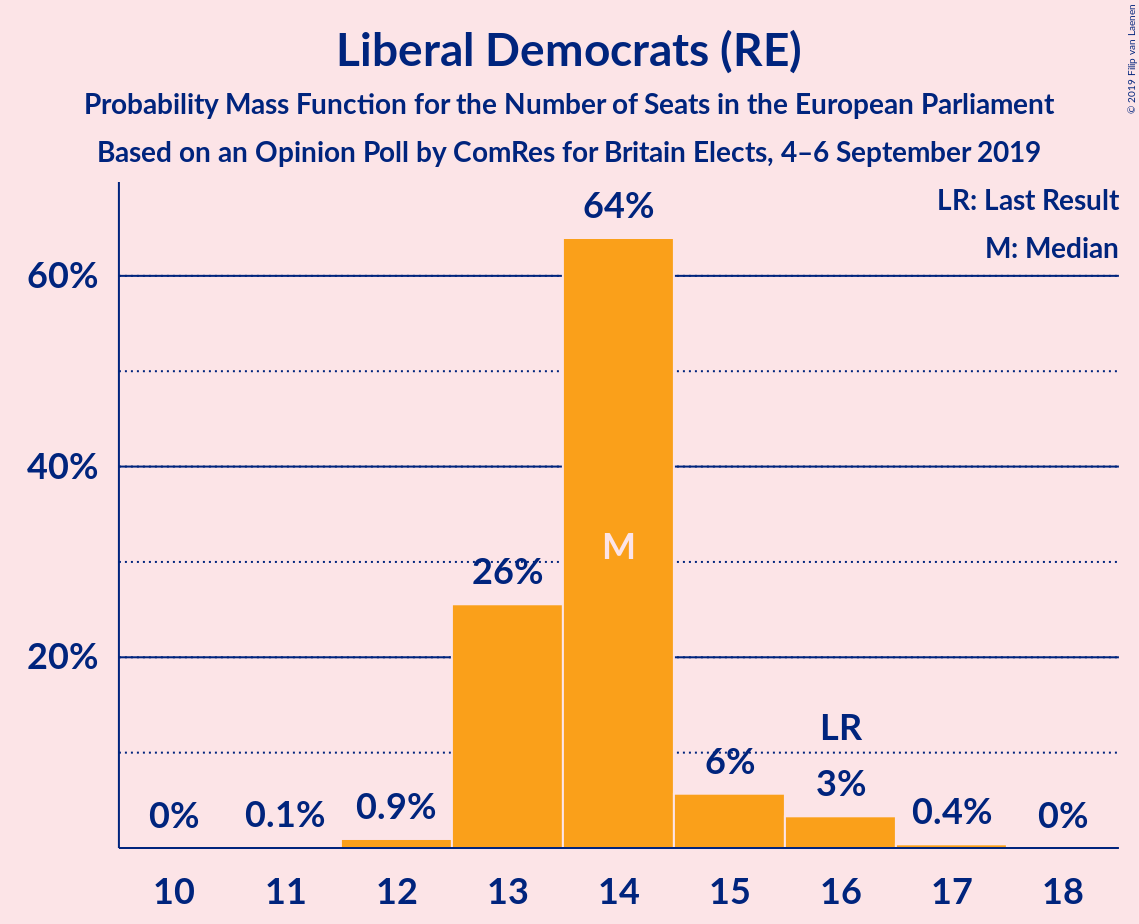 Liberal Democrats (RE)
Probability Mass Function for the Number of Seats in the European Parliament
Based on an Opinion Poll by ComRes for Britain Elects, 4–6 September 2019
© 2019 Filip van Laenen
LR: Last Result
M: Median
60%
40%
20%
0%
0.1%
0.9%
26%
64%
M
6%
LR
3%
0.4%
0%
10 11 12 13 14 15 16 17 18